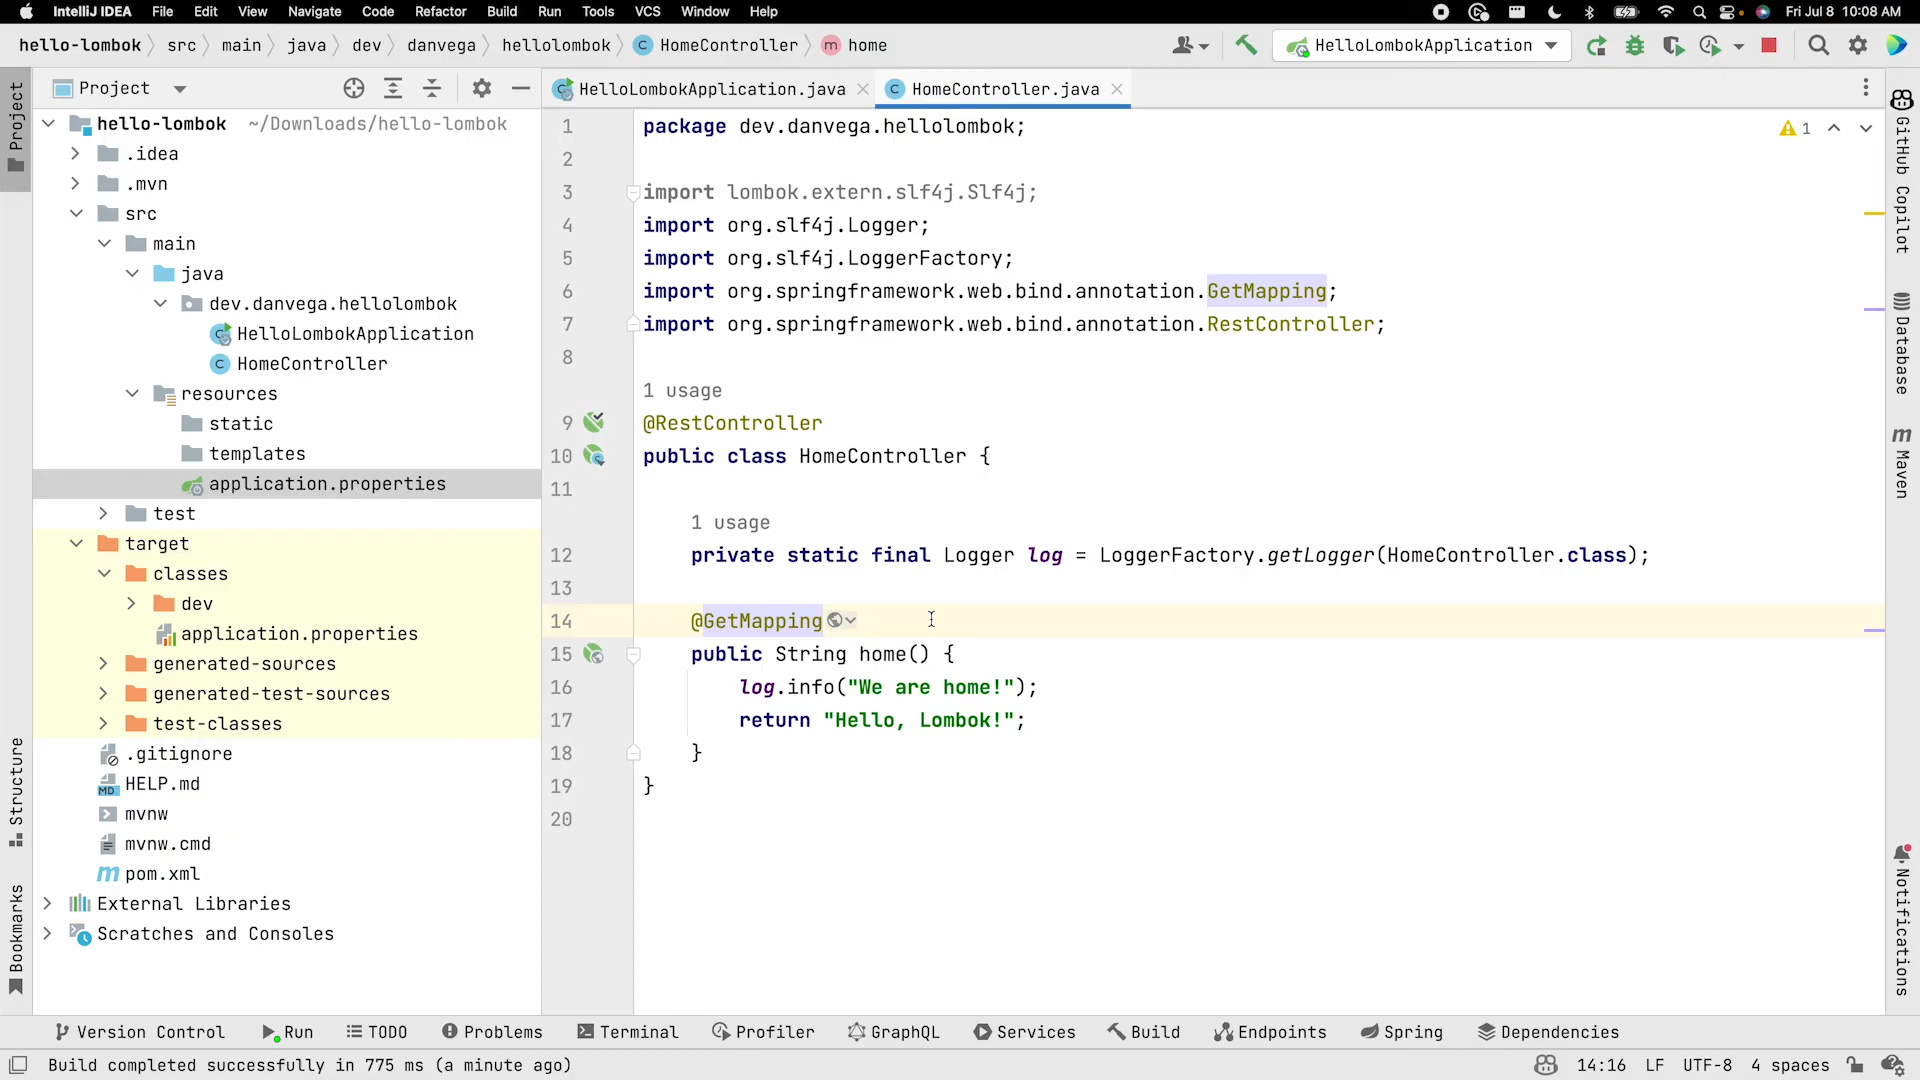 IntelliJ IDEA File Edit View Navigate Code Refactor Build Run Tools VCS Window Help Fri Jul 8 10:08 AM
hello-lombok src main java dev danvega hellolombok C HomeController m home HelloLombokApplication
Project
HelloLombokApplication.java
HomeController.java
hello-lombok ~/Downloads/hello-lombok
.idea
.mvn
src
main
java
dev.danvega.hellolombok
HelloLombokApplication
HomeController
resources
static
templates
application.properties
test
target
classes
dev
application.properties
generated-sources
generated-test-sources
test-classes
.gitignore
HELP.md
mvnw
mvnw.cmd
pom.xml
External Libraries
Scratches and Consoles
1 package dev.danvega.hellolombok;
2
3 import lombok.extern.slf4j.Slf4j;
4 import org.slf4j.Logger;
5 import org.slf4j.LoggerFactory;
6 import org.springframework.web.bind.annotation.GetMapping;
7 import org.springframework.web.bind.annotation.RestController;
8
1 usage
9 @RestController
10 public class HomeController {
11
1 usage
12 private static final Logger log = LoggerFactory.getLogger(HomeController.class);
13
14 @GetMapping
15 public String home() {
16 log.info("We are home!");
17 return "Hello, Lombok!";
18 }
19 }
20
1
Project
Structure
Bookmarks
GitHub Copilot
Database
m Maven
Notifications
Version Control Run TODO Problems Terminal Profiler GraphQL Services Build Endpoints Spring Dependencies
Build completed successfully in 775 ms (a minute ago) 14:16 LF UTF-8 4 spaces